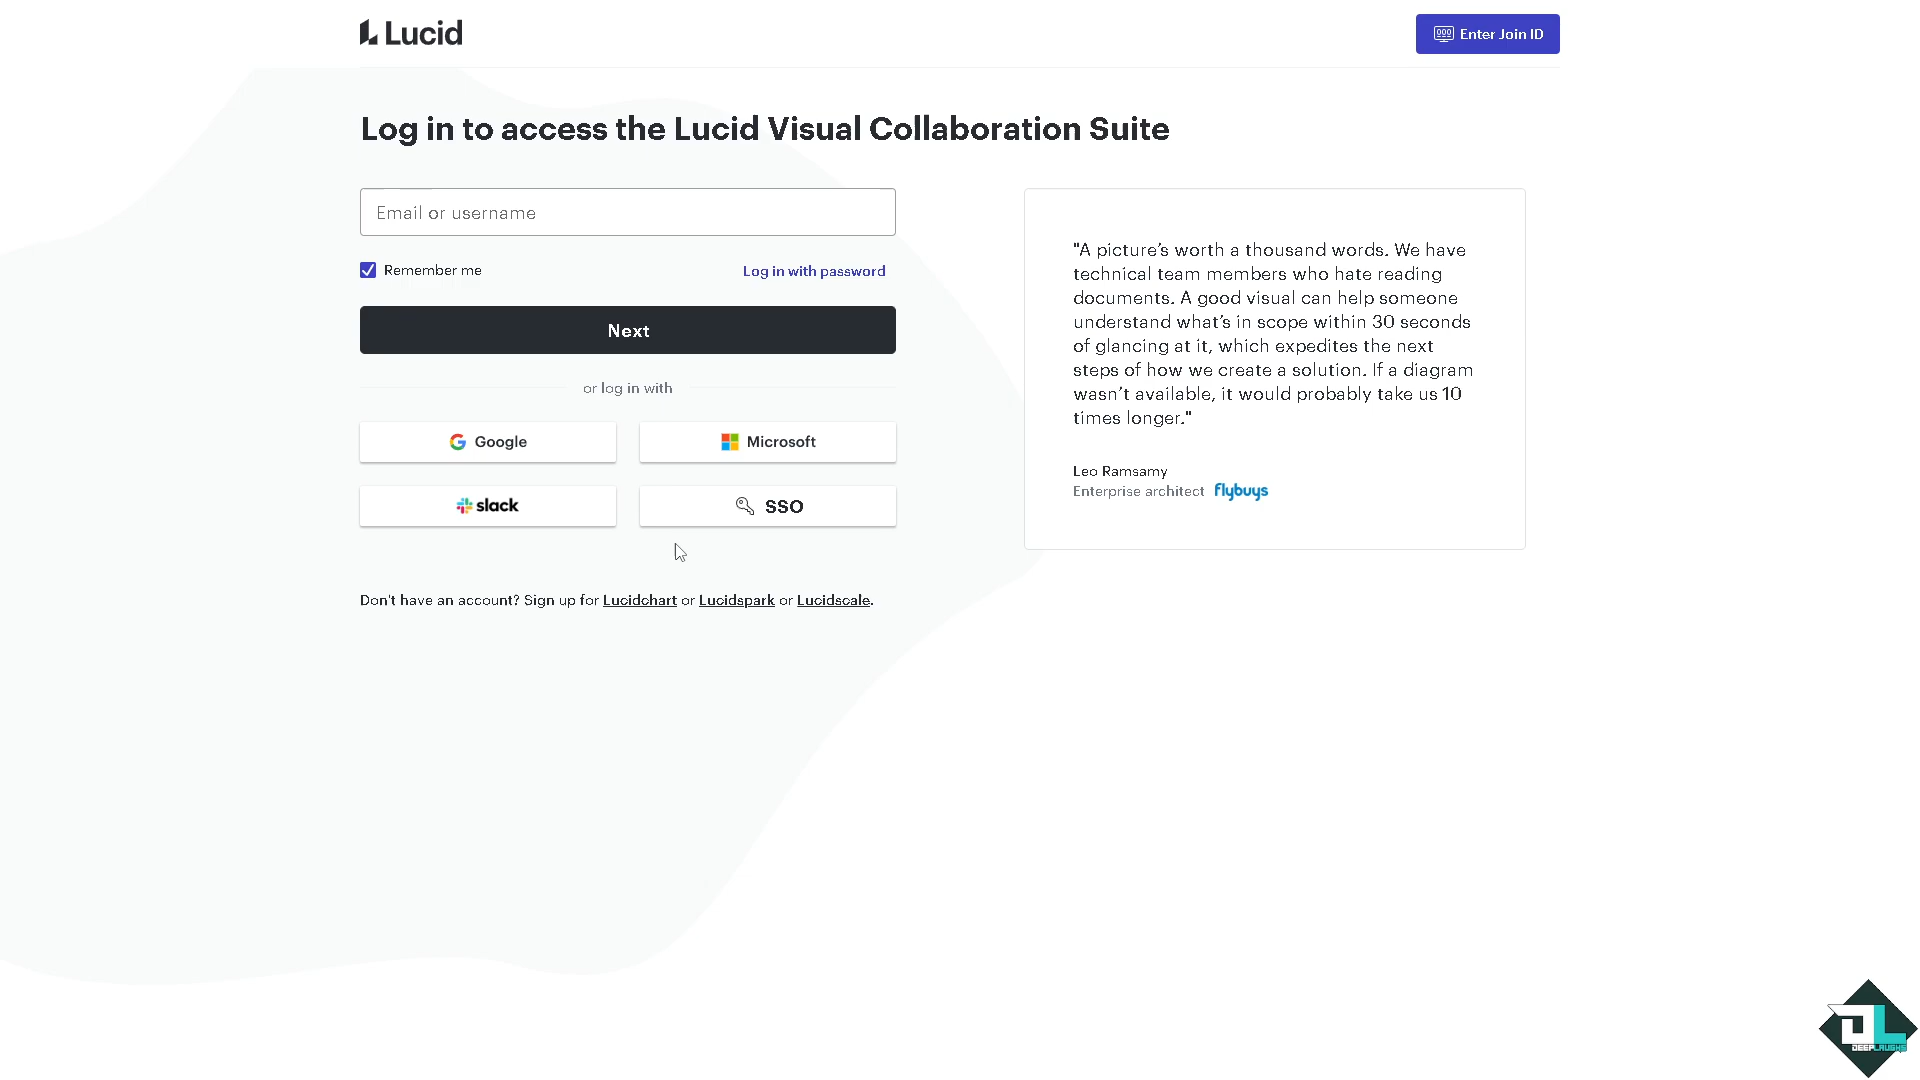 Lucid
Enter Join ID
Log in to access the Lucid Visual Collaboration Suite
Email or username
Remember me
Log in with password
Next
or log in with
Google
Microsoft
slack
SSO
Don't have an account? Sign up for Lucidchart or Lucidspark or Lucidscale.
"A picture’s worth a thousand words. We have
technical team members who hate reading
documents. A good visual can help someone
understand what’s in scope within 30 seconds
of glancing at it, which expedites the next
steps of how we create a solution. If a diagram
wasn’t available, it would probably take us 10
times longer."
Leo Ramsamy
Enterprise architect flybuys
DL
DEEPLAUGHS